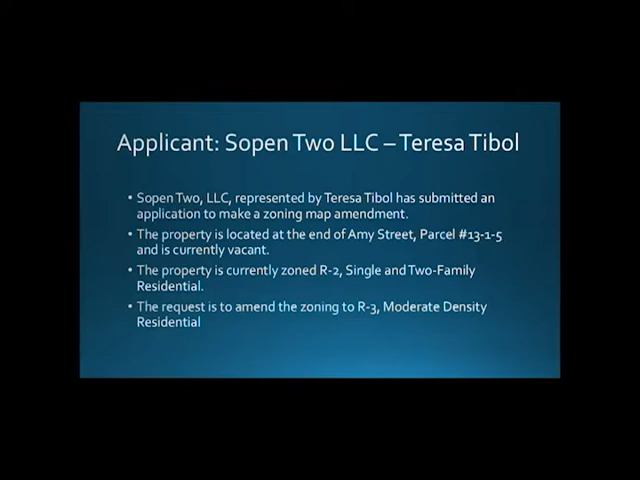 Applicant: Sopen Two LLC – Teresa Tibol
• Sopen Two, LLC, represented by Teresa Tibol has submitted an
application to make a zoning map amendment.
• The property is located at the end of Amy Street, Parcel #13-1-5
and is currently vacant.
• The property is currently zoned R-2, Single and Two-Family
Residential.
• The request is to amend the zoning to R-3, Moderate Density
Residential